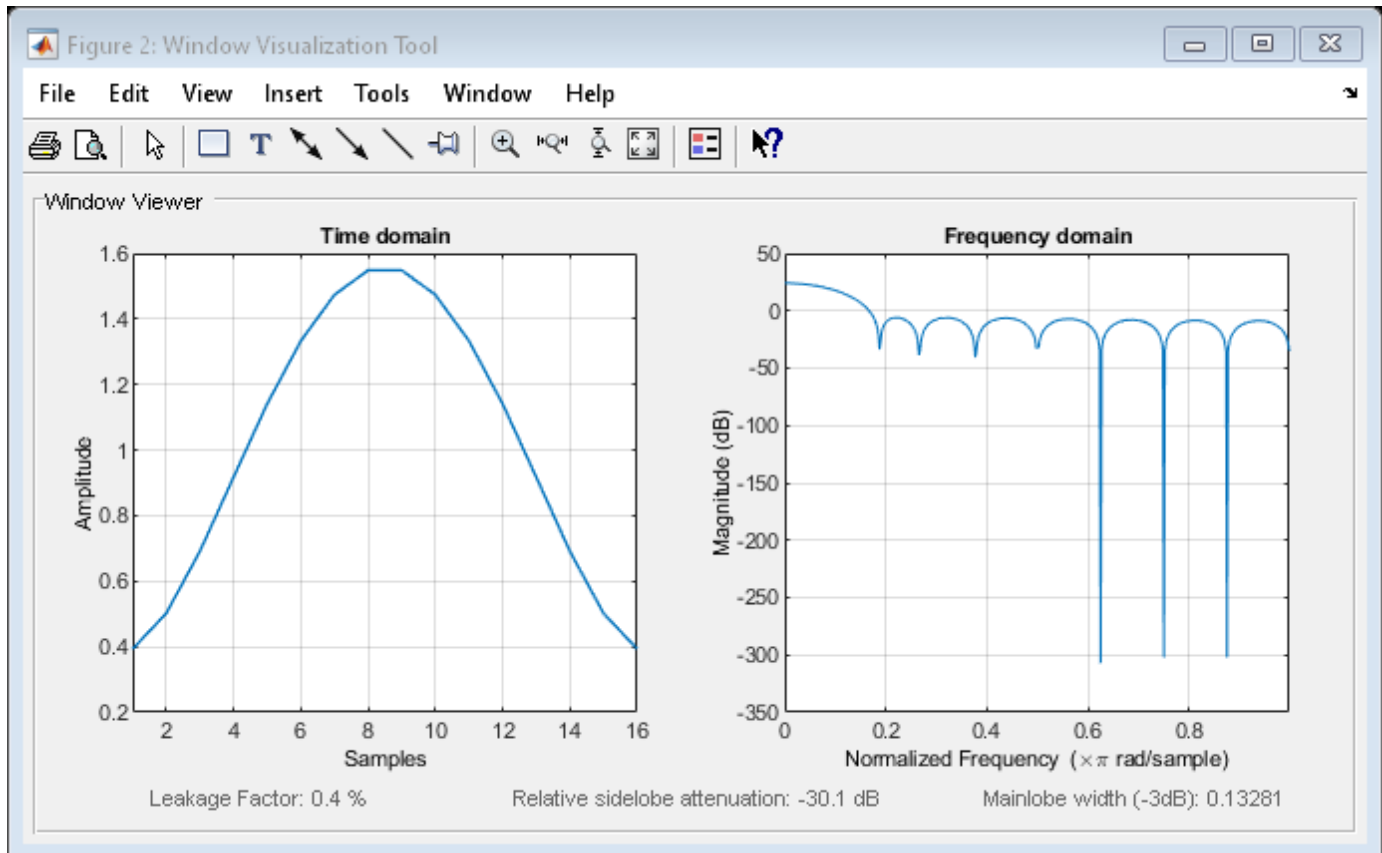 Figure 2: Window Visualization Tool
File Edit View Insert Tools Window Help
T
?
Window Viewer
Time domain
1.6
1.4
1.2
1
0.8
0.6
0.4
0.2
Amplitude
2 4 6 8 10 12 14 16
Samples
Frequency domain
50
0
-50
-100
-150
-200
-250
-300
-350
Magnitude (dB)
0 0.2 0.4 0.6 0.8
Normalized Frequency (×π rad/sample)
Leakage Factor: 0.4 %
Relative sidelobe attenuation: -30.1 dB
Mainlobe width (-3dB): 0.13281